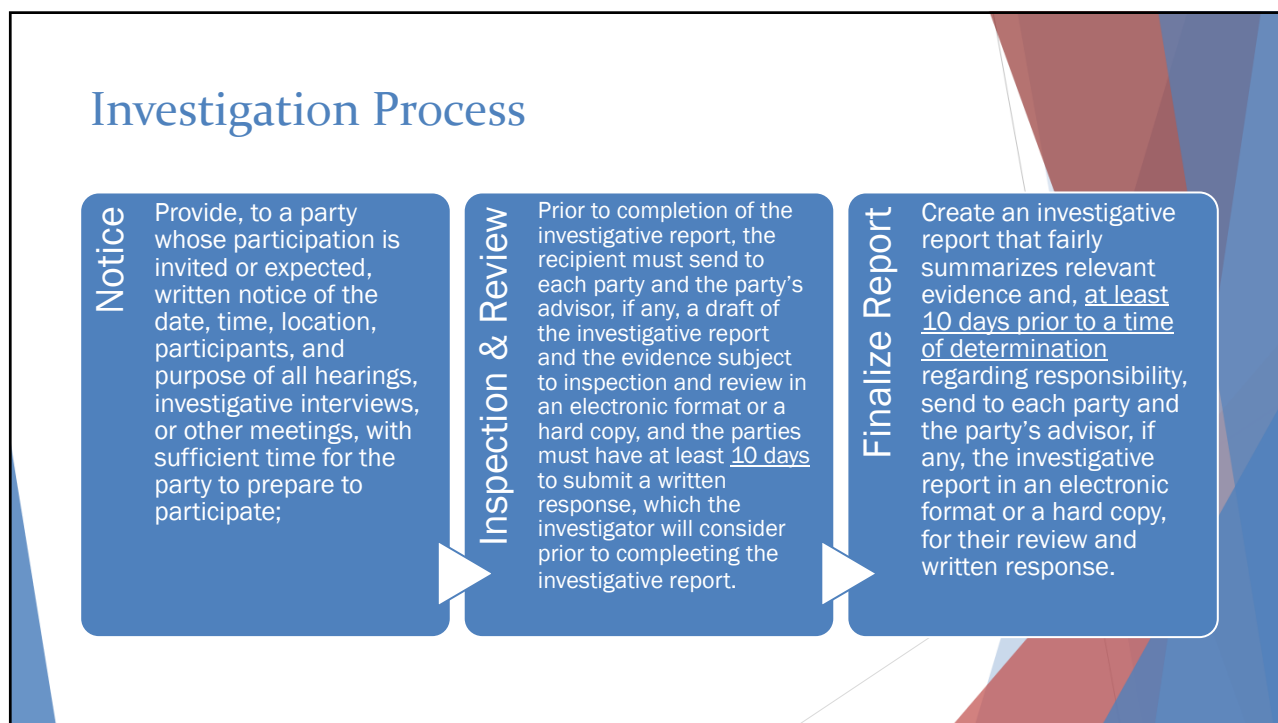 Investigation Process
Notice
Provide, to a party
whose participation is
invited or expected,
written notice of the
date, time, location,
participants, and
purpose of all hearings,
investigative interviews,
or other meetings, with
sufficient time for the
party to prepare to
participate;
Inspection & Review
Prior to completion of the
investigative report, the
recipient must send to
each party and the party’s
advisor, if any, a draft of
the investigative report
and the evidence subject
to inspection and review in
an electronic format or a
hard copy, and the parties
must have at least 10 days
to submit a written
response, which the
investigator will consider
prior to compleeting the
investigative report.
Finalize Report
Create an investigative
report that fairly
summarizes relevant
evidence and, at least
10 days prior to a time
of determination
regarding responsibility,
send to each party and
the party’s advisor, if
any, the investigative
report in an electronic
format or a hard copy,
for their review and
written response.